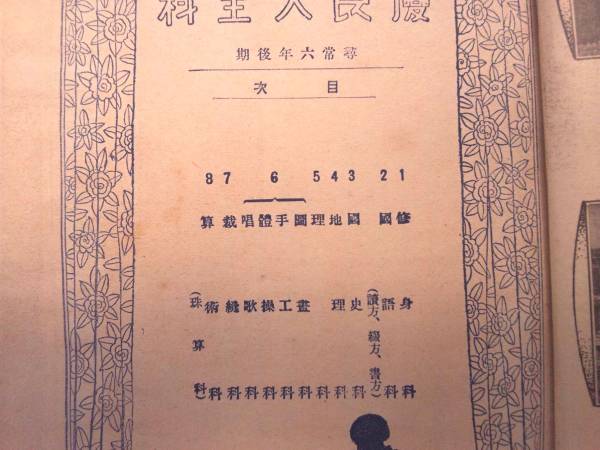 尋常六年後期
目次
1 修身科
2 國語科(讀方、綴方、書方)
3 國史科
4 地理科
5 理科
6 圖畫科
手工科
體操科
唱歌科
7 裁縫科
8 算術科
(珠算科)